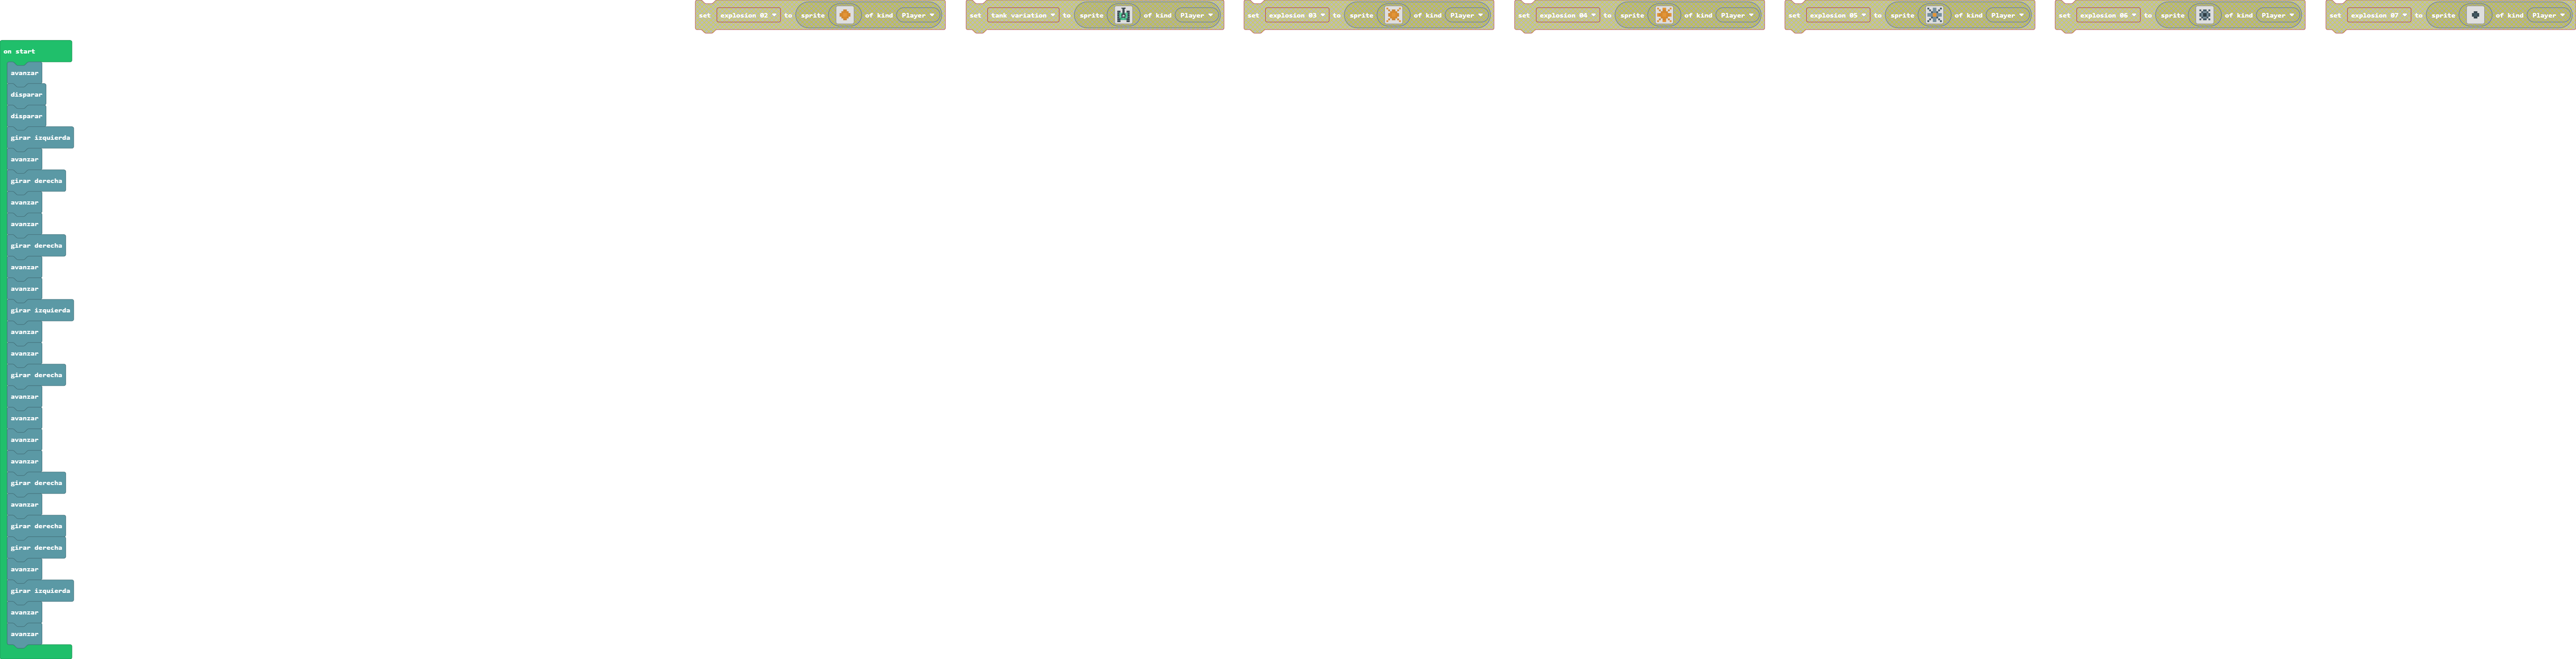 set explosion 02 to sprite of kind Player
set tank variation to sprite of kind Player
set explosion 03 to sprite of kind Player
set explosion 04 to sprite of kind Player
set explosion 05 to sprite of kind Player
set explosion 06 to sprite of kind Player
set explosion 07 to sprite of kind Player
on start
avanzar
disparar
disparar
girar izquierda
avanzar
girar derecha
avanzar
avanzar
girar derecha
avanzar
avanzar
girar izquierda
avanzar
avanzar
girar derecha
avanzar
avanzar
avanzar
avanzar
girar derecha
avanzar
girar derecha
girar derecha
avanzar
girar izquierda
avanzar
avanzar